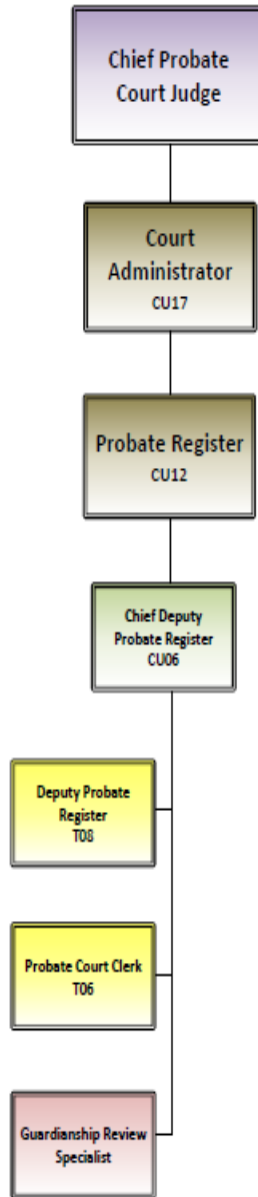 Chief Probate
Court Judge
Court
Administrator
CU17
Probate Register
CU12
Chief Deputy
Probate Register
CU06
Deputy Probate
Register
T08
Probate Court Clerk
T06
Guardianship Review
Specialist